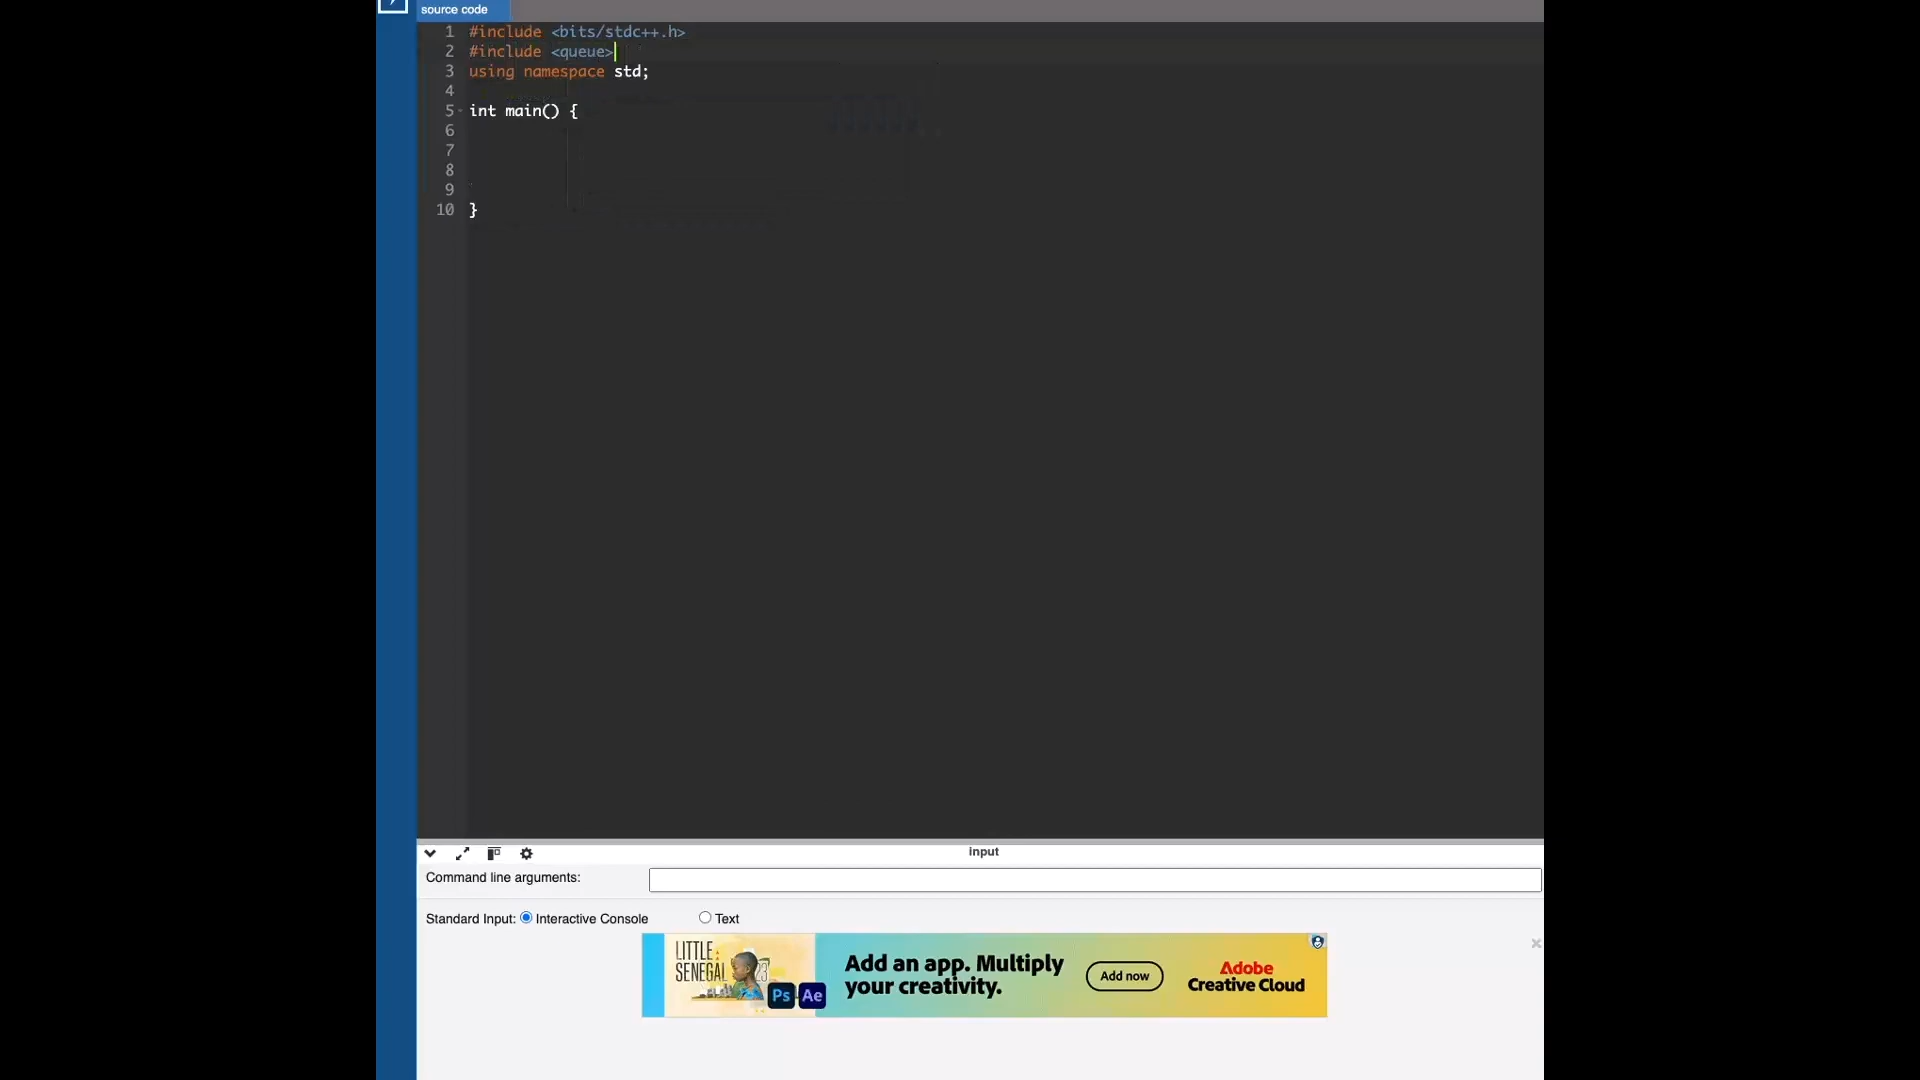 source code
1 #include <bits/stdc++.h>
2 #include <queue>
3 using namespace std;
4
5 int main() {
6
7
8
9
10 }
input
Command line arguments:
Standard Input: Interactive Console Text
LITTLE
SENEGAL
23
Ps Ae
Add an app. Multiply
your creativity.
Add now
Adobe
Creative Cloud